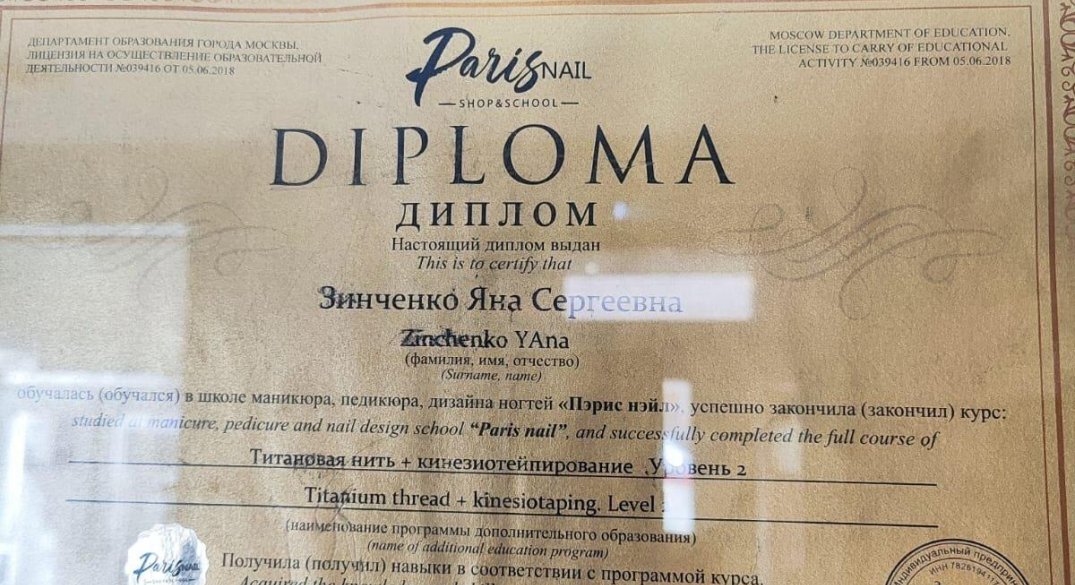 ДЕПАРТАМЕНТ ОБРАЗОВАНИЯ ГОРОДА МОСКВЫ.
ЛИЦЕНЗИЯ НА ОСУЩЕСТВЛЕНИЕ ОБРАЗОВАТЕЛЬНОЙ
ДЕЯТЕЛЬНОСТИ №039416 ОТ 05.06.2018
MOSCOW DEPARTMENT OF EDUCATION.
THE LICENSE TO CARRY OF EDUCATIONAL
ACTIVITY №039416 FROM 05.06.2018
Paris NAIL
SHOP&SCHOOL
DIPLOMA
ДИПЛОМ
Настоящий диплом выдан
This is to certify that
Зинченко Яна Сергеевна
Zinchenko YAna
(фамилия, имя, отчество)
(Surname, name)
обучалась (обучался) в школе маникюра, педикюра, дизайна ногтей «Пэрис нэйл», успешно закончила (закончил) курс:
studied at manicure, pedicure and nail design school "Paris nail", and successfully completed the full course of
Титановая нить + кинезиотейпирование .Уровень 2
Titanium thread + kinesiotaping. Level
(наименование программы дополнительного образования)
(name of additional education program)
Получила (получил) навыки в соответствии с программой курса.
Acquired the
Paris NAIL